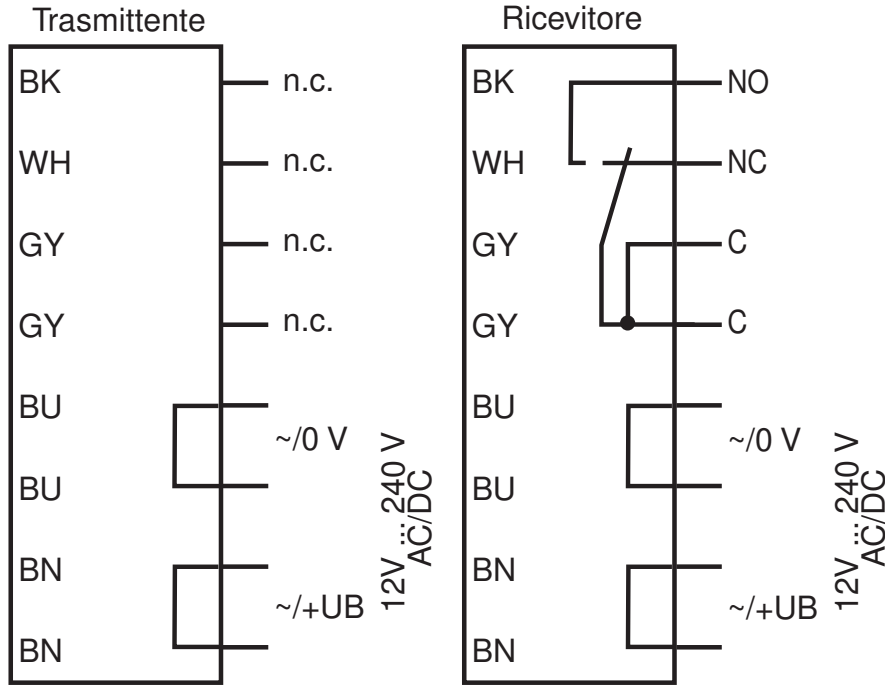 Trasmittente
BK n.c.
WH n.c.
GY n.c.
GY n.c.
BU
~/0 V
BU
BN
~/+UB
BN
12V ... 240 V
AC/DC
Ricevitore
BK NO
WH NC
GY C
GY C
BU
~/0 V
BU
BN
~/+UB
BN
12V ... 240 V
AC/DC